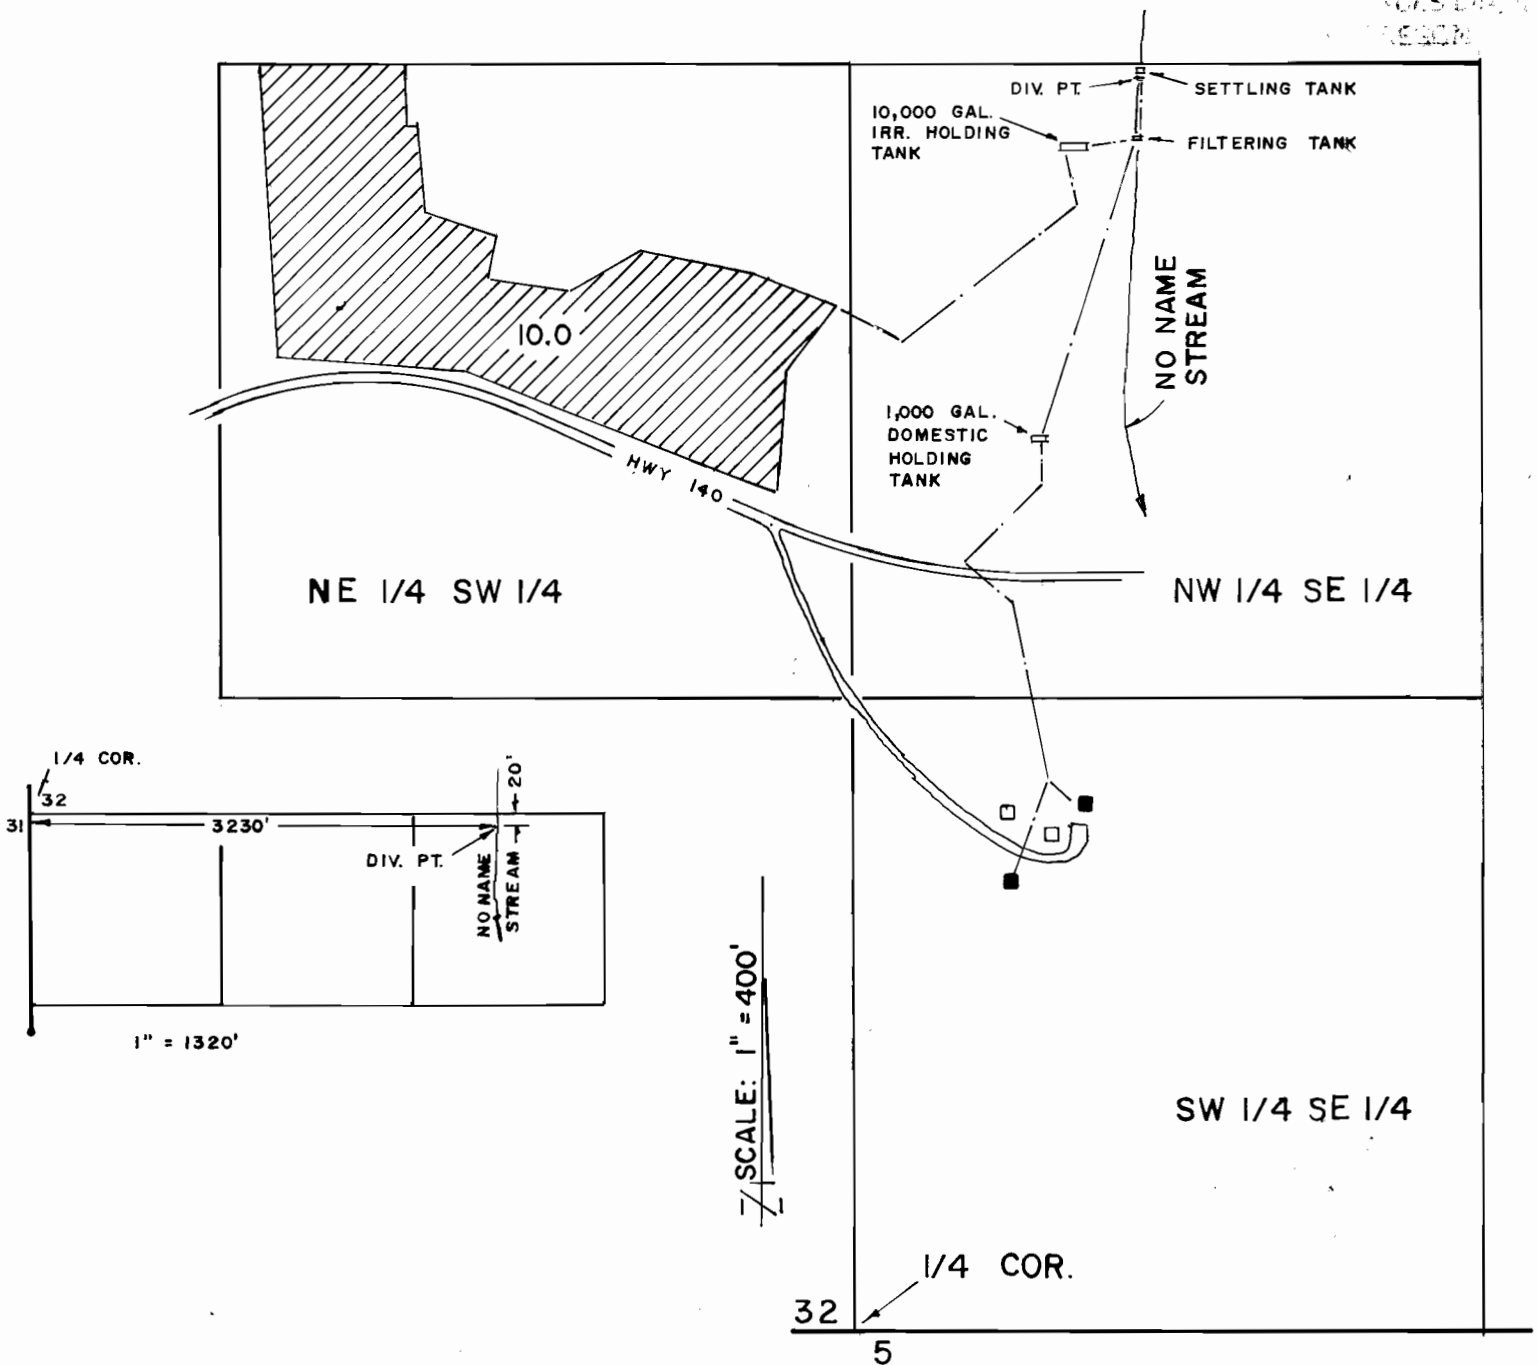 DIV. PT.
SETTLING TANK
10,000 GAL.
IRR. HOLDING
TANK
FILTERING TANK
10.0
NO NAME
STREAM
1,000 GAL.
DOMESTIC
HOLDING
TANK
HWY 140
NE 1/4 SW 1/4
NW 1/4 SE 1/4
1/4 COR.
32
31
3230'
20'
DIV. PT.
NO NAME
STREAM
1" = 1320'
SCALE: 1" = 400'
SW 1/4 SE 1/4
1/4 COR.
32
5